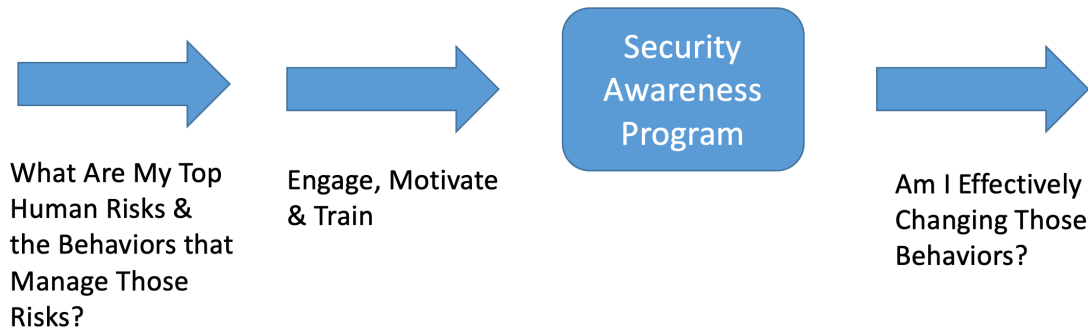 What Are My Top
Human Risks &
the Behaviors that
Manage Those
Risks?
Engage, Motivate
& Train
Security
Awareness
Program
Am I Effectively
Changing Those
Behaviors?